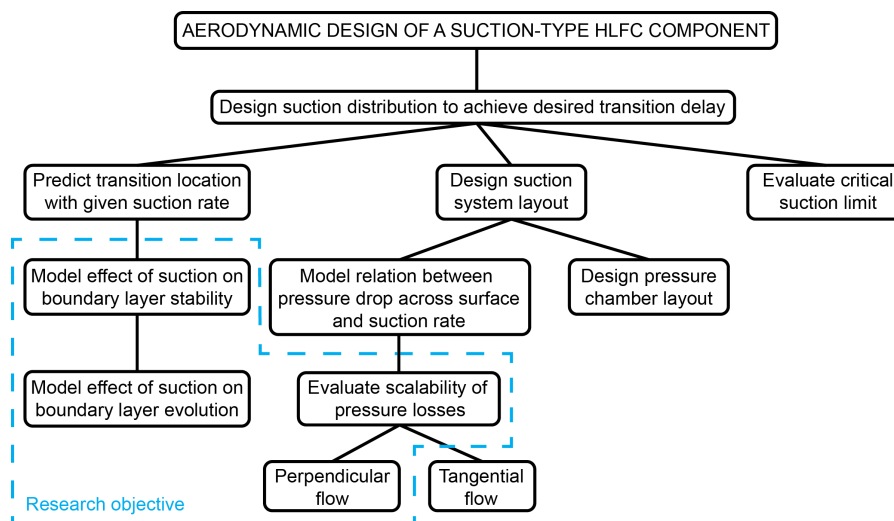 AERODYNAMIC DESIGN OF A SUCTION-TYPE HLFC COMPONENT
Design suction distribution to achieve desired transition delay
Predict transition location
with given suction rate
Design suction
system layout
Evaluate critical
suction limit
Model effect of suction on
boundary layer stability
Model relation between
pressure drop across surface
and suction rate
Design pressure
chamber layout
Model effect of suction on
boundary layer evolution
Evaluate scalability of
pressure losses
Perpendicular
flow
Tangential
flow
Research objective